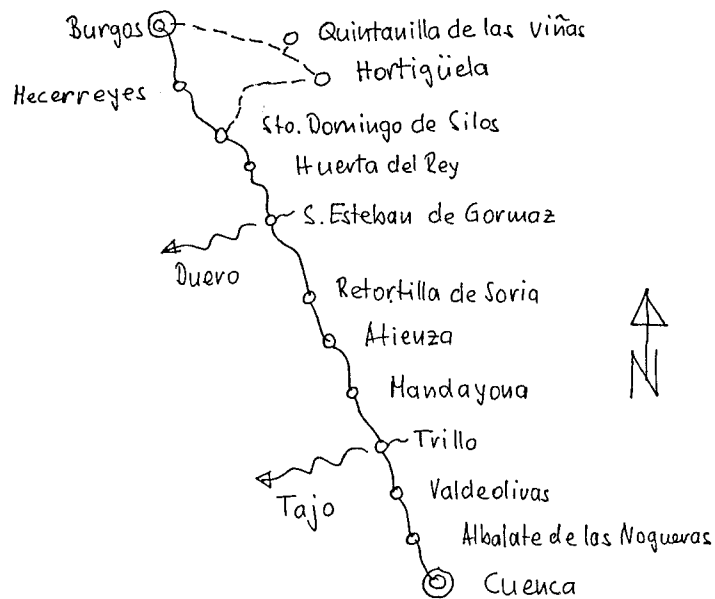 Burgos
Quintanilla de las Viñas
Hortigüela
Mecerreyes
Sto. Domingo de Silos
Huerta del Rey
S. Esteban de Gormaz
Duero
Retortilla de Soria
Atienza
N
Mandayona
Trillo
Tajo
Valdeolivas
Albalate de las Nogueras
Cuenca